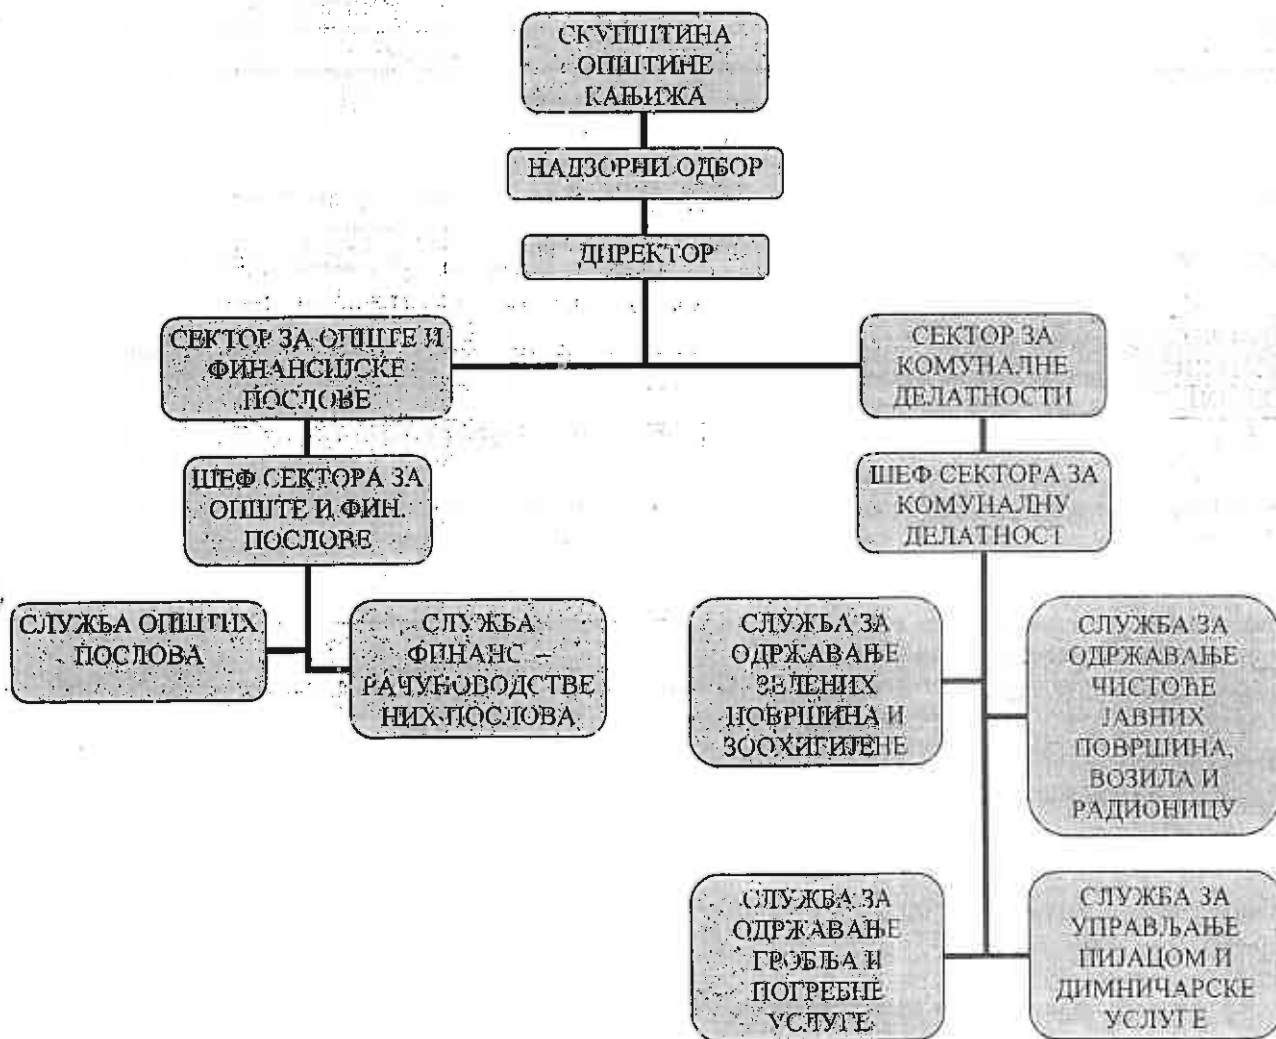 СКУПШТИНА
ОПШТИНЕ
КАЊИЖА
НАДЗОРНИ ОДБОР
ДИРЕКТОР
СЕКТОР ЗА ОПШТЕ И
ФИНАНСИЈСКЕ
ПОСЛОВЕ
СЕКТОР ЗА
КОМУНАЛНЕ
ДЕЛАТНОСТИ
ШЕФ СЕКТОРА ЗА
ОПШТЕ И ФИН.
ПОСЛОВЕ
ШЕФ СЕКТОРА ЗА
КОМУНАЛНУ
ДЕЛАТНОСТ
СЛУЖБА ОПШТИХ
ПОСЛОВА
СЛУЖБА
ФИНАНС –
РАЧУНОВОДСТВЕ
НИХ ПОСЛОВА
СЛУЖБА ЗА
ОДРЖАВАЊЕ
ЗЕЛЕНИХ
ПОВРШИНА И
ЗООХИГИЈЕНЕ
СЛУЖБА ЗА
ОДРЖАВАЊЕ
ЧИСТОЋЕ
ЈАВНИХ
ПОВРШИНА,
ВОЗИЛА И
РАДИОНИЦУ
СЛУЖБА ЗА
ОДРЖАВАЊЕ
ГРОБЉА И
ПОГРЕБНЕ
УСЛУГЕ
СЛУЖБА ЗА
УПРАВЉАЊЕ
ПИЈАЦОМ И
ДИМНИЧАРСКЕ
УСЛУГЕ